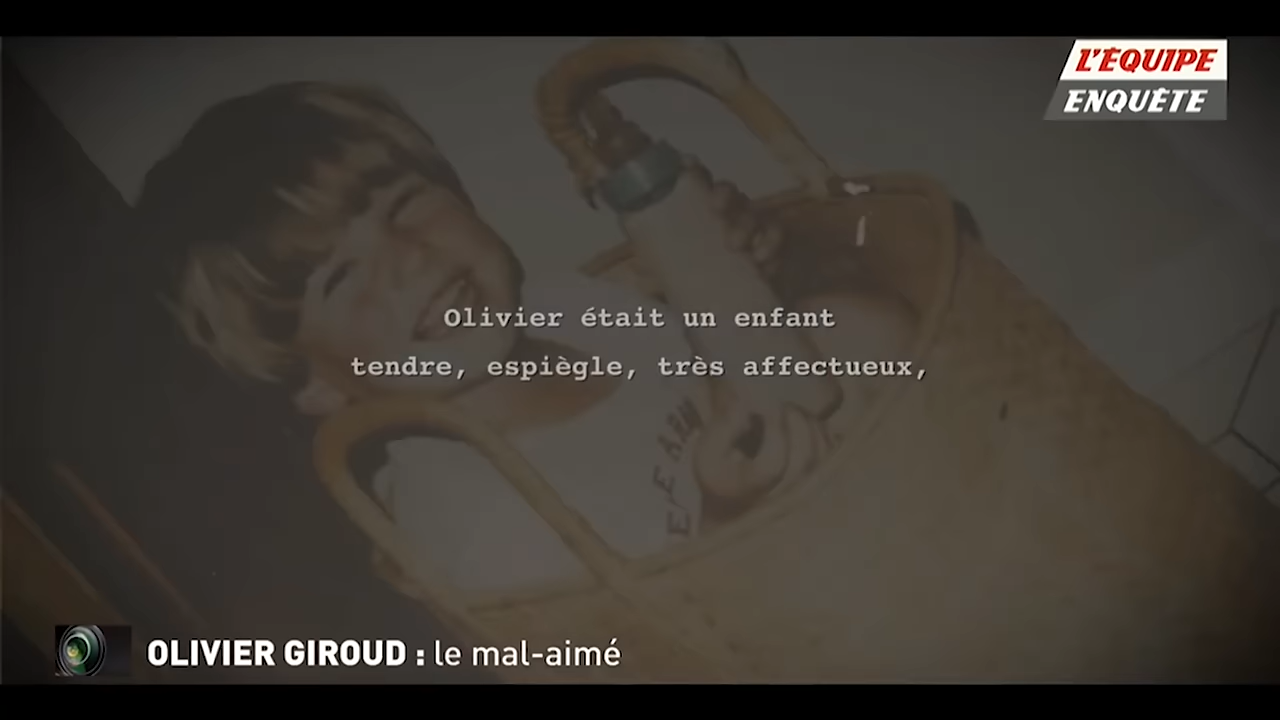 L'ÉQUIPE
ENQUÊTE
Olivier était un enfant
tendre, espiègle, très affectueux,
OLIVIER GIROUD : le mal-aimé